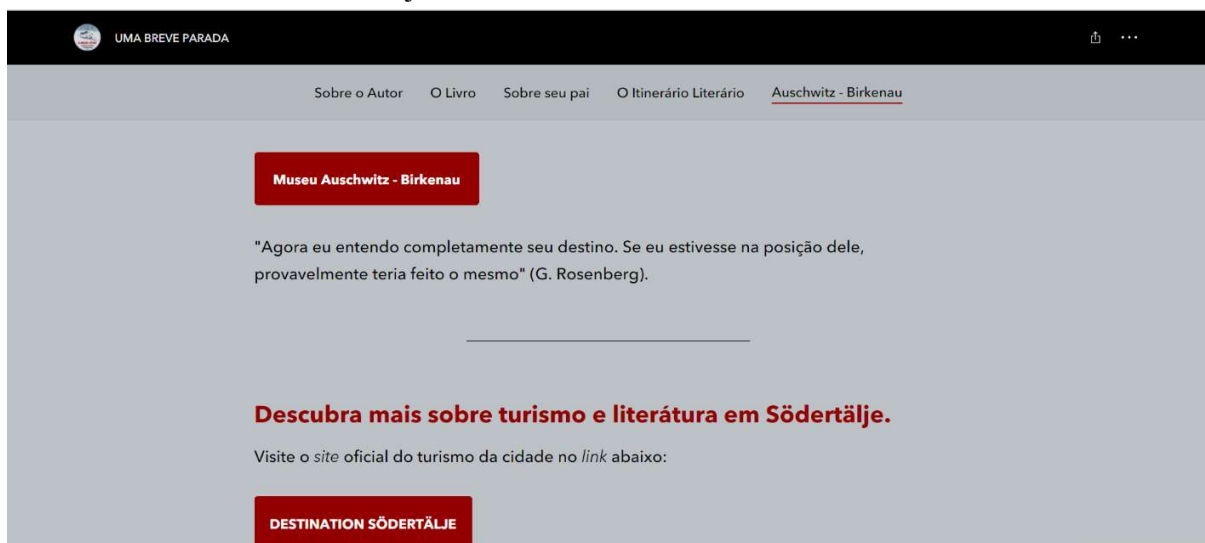 UMA BREVE PARADA
Sobre o Autor O Livro Sobre seu pai O Itinerário Literário Auschwitz - Birkenau
Museu Auschwitz - Birkenau
"Agora eu entendo completamente seu destino. Se eu estivesse na posição dele,
provavelmente teria feito o mesmo" (G. Rosenberg).
Descubra mais sobre turismo e literátura em Södertälje.
Visite o site oficial do turismo da cidade no link abaixo:
DESTINATION SÖDERTÄLJE